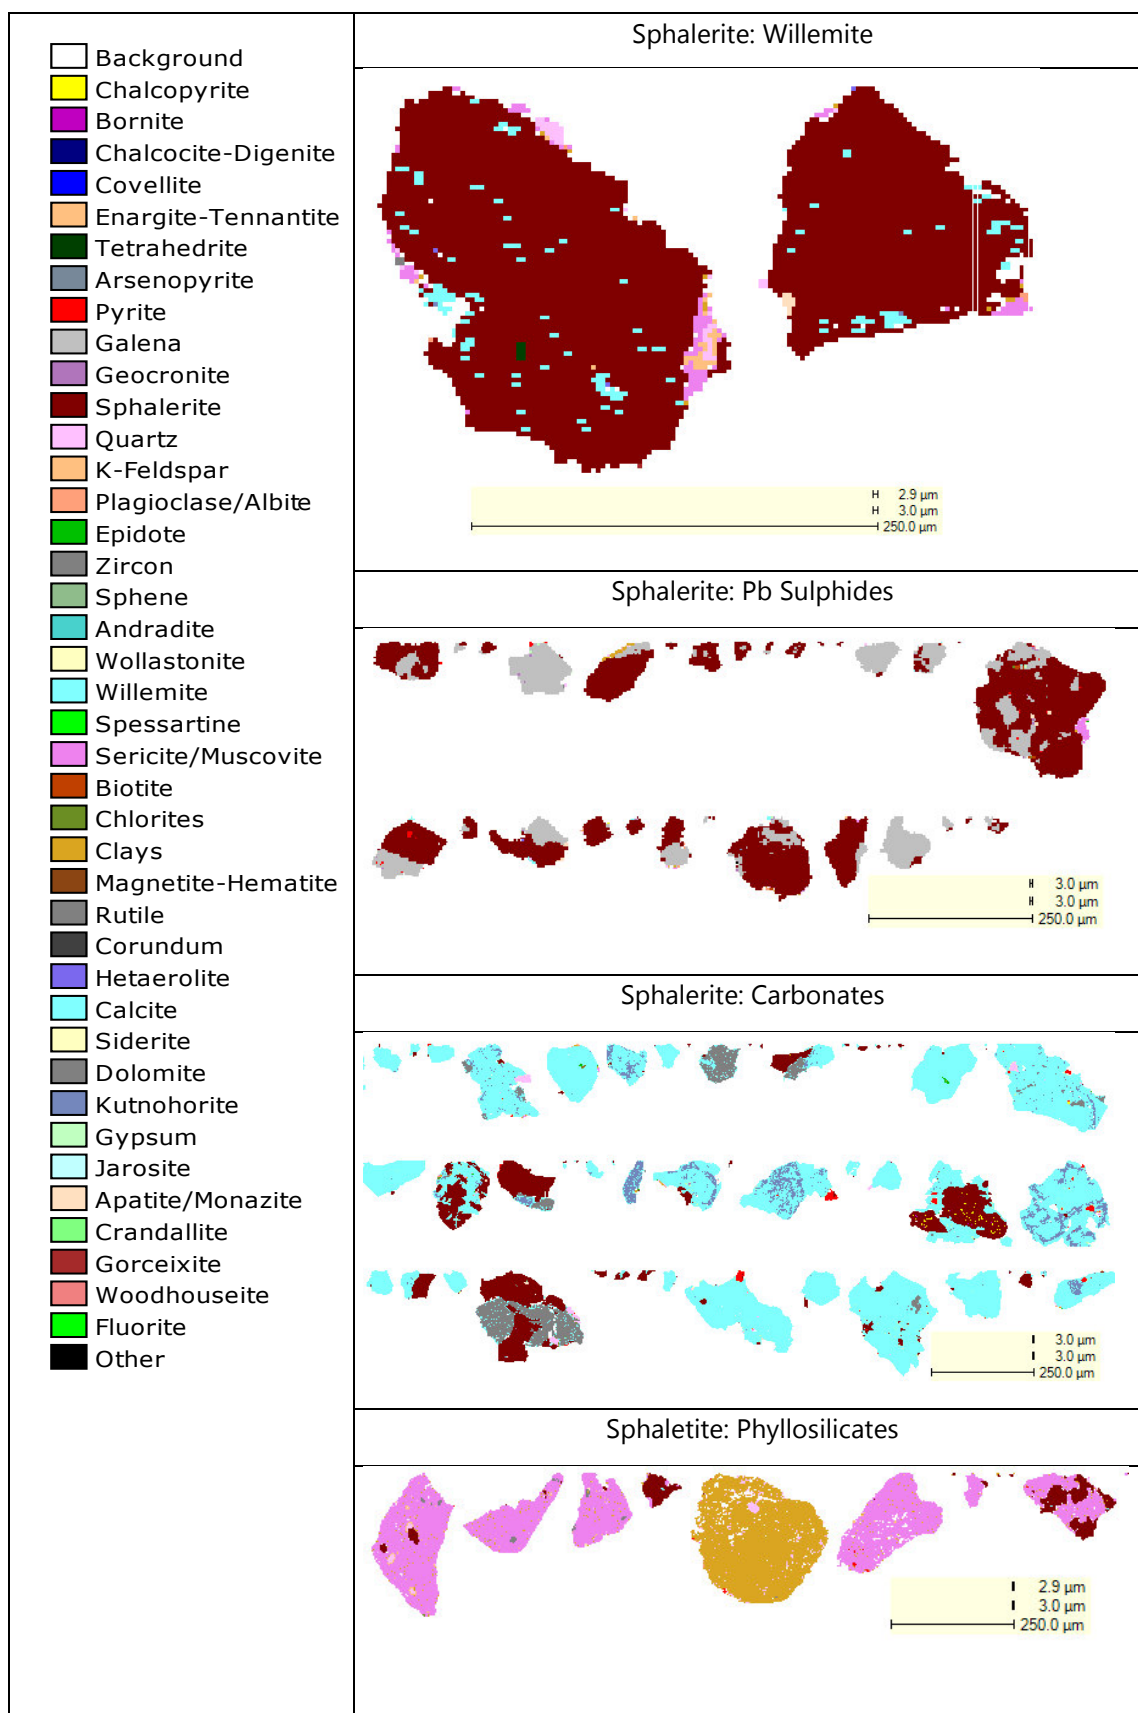 Background
Chalcopyrite
Bornite
Chalcocite-Digenite
Covellite
Enargite-Tennantite
Tetrahedrite
Arsenopyrite
Pyrite
Galena
Geocronite
Sphalerite
Quartz
K-Feldspar
Plagioclase/Albite
Epidote
Zircon
Sphene
Andradite
Wollastonite
Willemite
Spessartine
Sericite/Muscovite
Biotite
Chlorites
Clays
Magnetite-Hematite
Rutile
Corundum
Hetaerolite
Calcite
Siderite
Dolomite
Kutnohorite
Gypsum
Jarosite
Apatite/Monazite
Crandallite
Gorceixite
Woodhouseite
Fluorite
Other
Sphalerite: Willemite
2.9 µm
3.0 µm
250.0 µm
Sphalerite: Pb Sulphides
3.0 µm
3.0 µm
250.0 µm
Sphalerite: Carbonates
3.0 µm
3.0 µm
250.0 µm
Sphaletite: Phyllosilicates
2.9 µm
3.0 µm
250.0 µm